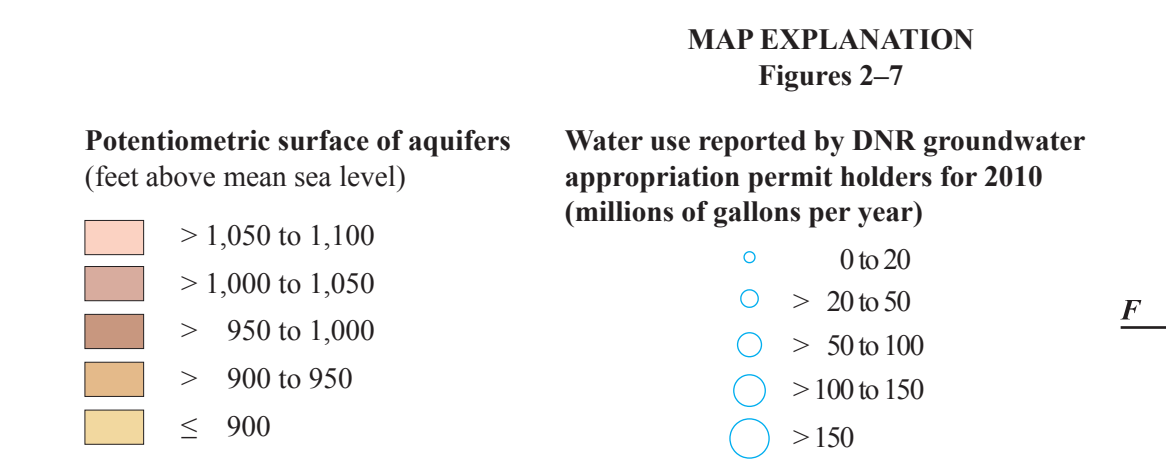 MAP EXPLANATION
Figures 2–7
Potentiometric surface of aquifers
(feet above mean sea level)
> 1,050 to 1,100
> 1,000 to 1,050
> 950 to 1,000
> 900 to 950
≤ 900
Water use reported by DNR groundwater
appropriation permit holders for 2010
(millions of gallons per year)
0 to 20
> 20 to 50
> 50 to 100
> 100 to 150
> 150
F